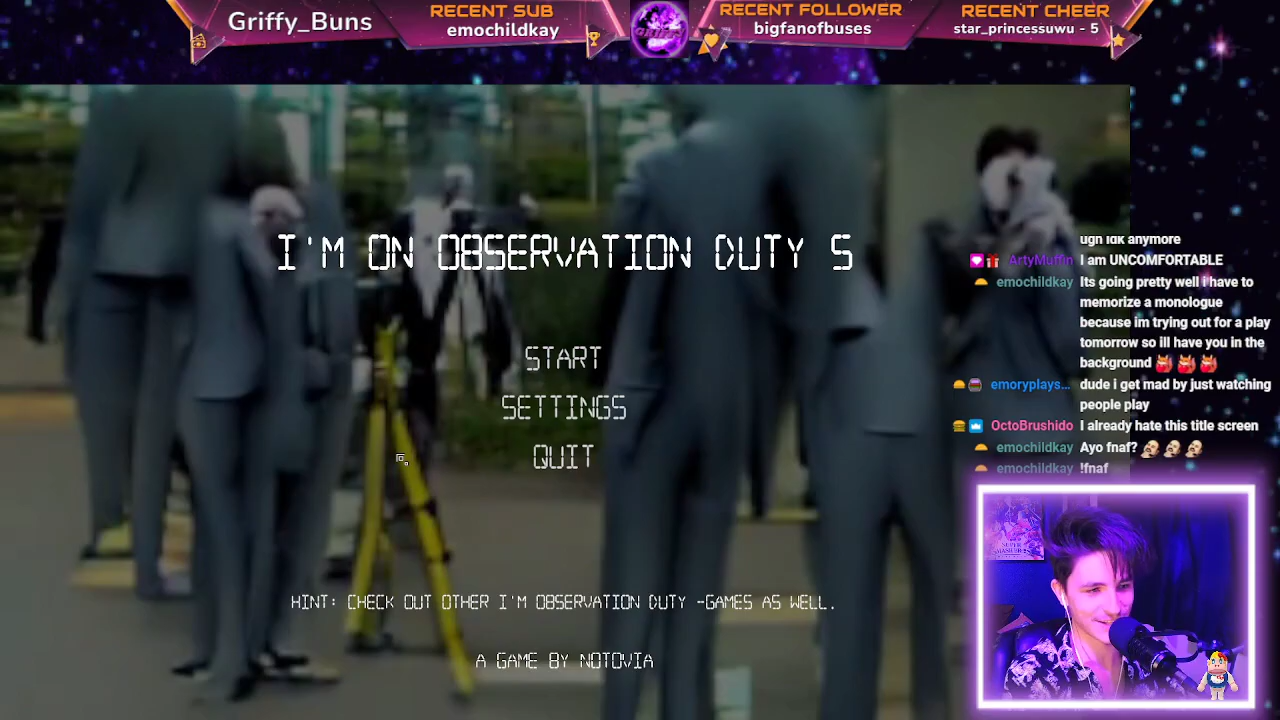 Griffy_Buns
RECENT SUB
emochildkay
RECENT FOLLOWER
bigfanofbuses
RECENT CHEER
star_princessuwu - 5
I'M ON OBSERVATION DUTY 5
START
SETTINGS
QUIT
HINT: CHECK OUT OTHER I'M OBSERVATION DUTY -GAMES AS WELL.
A GAME BY NOTOVIA
ugh idk anymore
ArtyMuffin I am UNCOMFORTABLE
emochildkay Its going pretty well i have to
memorize a monologue
because im trying out for a play
tomorrow so ill have you in the
background
emoryplays... dude i get mad by just watching
people play
OctoBrushido I already hate this title screen
emochildkay Ayo fnaf?
emochildkay !fnaf